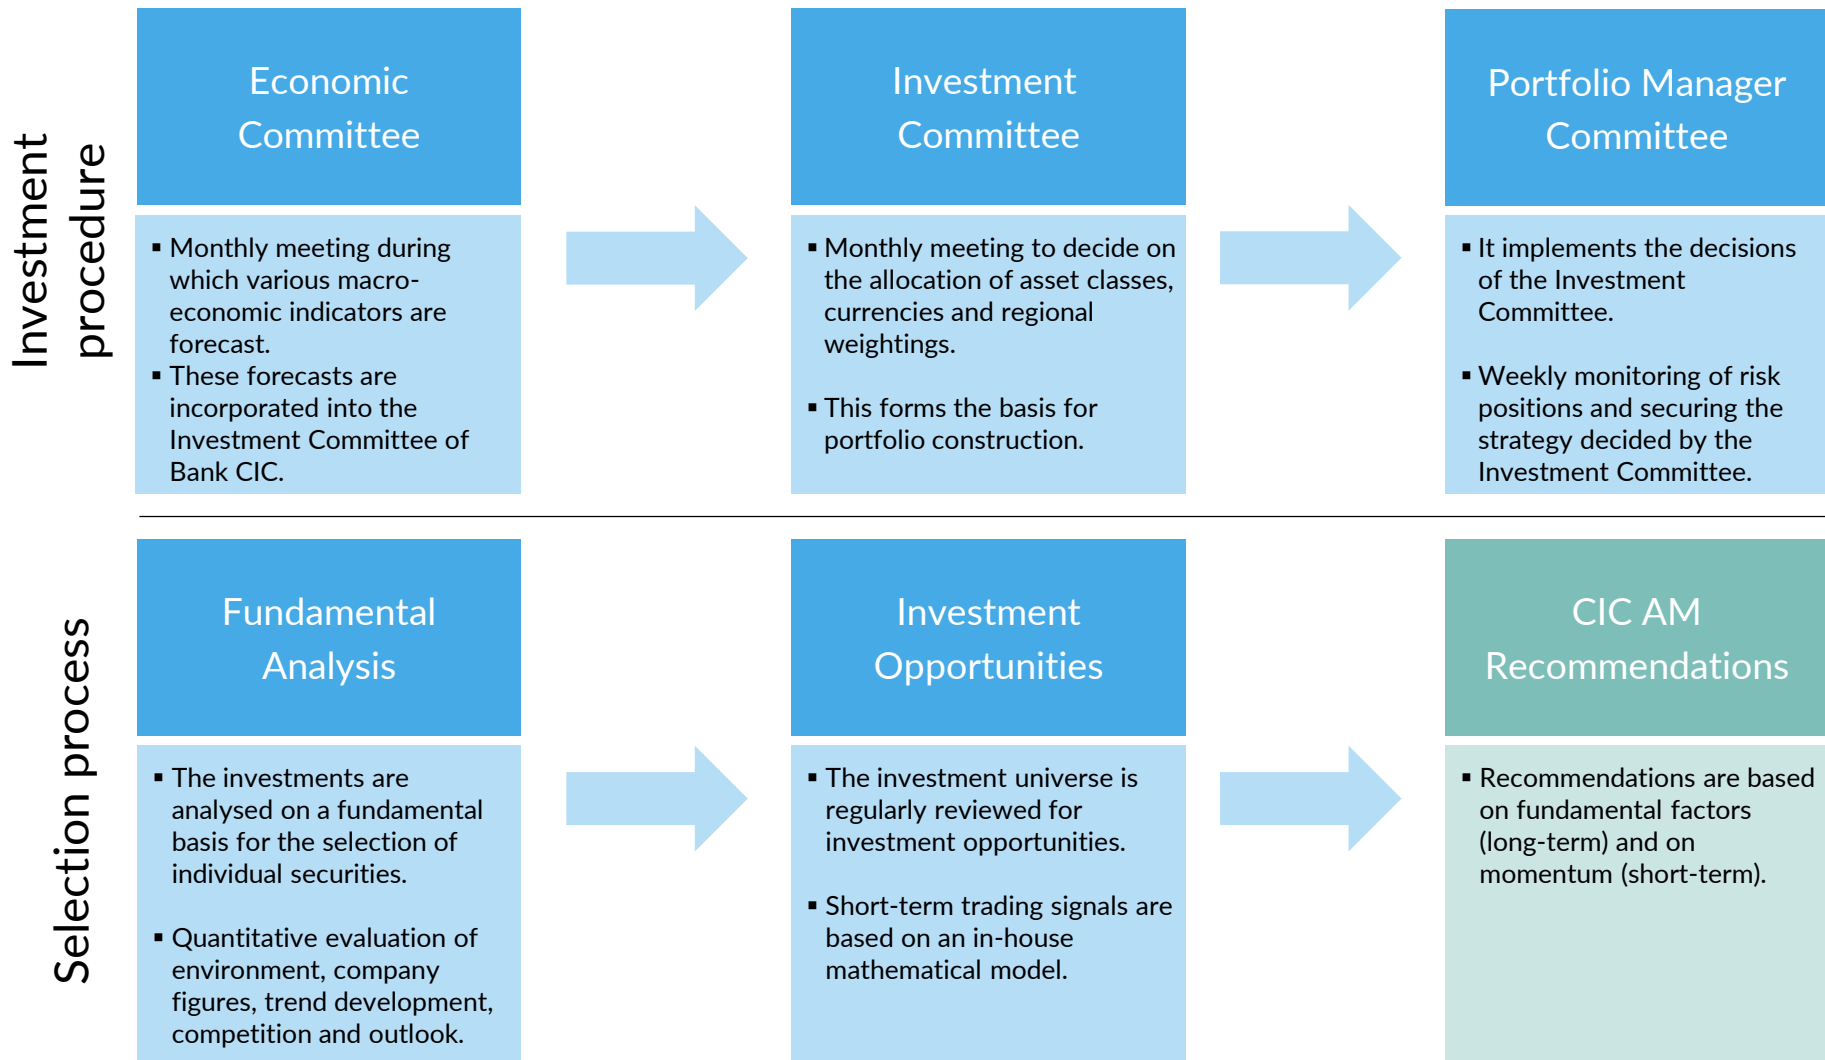 Investment
procedure
Economic
Committee
▪ Monthly meeting during
which various macro-
economic indicators are
forecast.
▪ These forecasts are
incorporated into the
Investment Committee of
Bank CIC.
Investment
Committee
▪ Monthly meeting to decide on
the allocation of asset classes,
currencies and regional
weightings.
▪ This forms the basis for
portfolio construction.
Portfolio Manager
Committee
▪ It implements the decisions
of the Investment
Committee.
▪ Weekly monitoring of risk
positions and securing the
strategy decided by the
Investment Committee.
Selection process
Fundamental
Analysis
▪ The investments are
analysed on a fundamental
basis for the selection of
individual securities.
▪ Quantitative evaluation of
environment, company
figures, trend development,
competition and outlook.
Investment
Opportunities
▪ The investment universe is
regularly reviewed for
investment opportunities.
▪ Short-term trading signals are
based on an in-house
mathematical model.
CIC AM
Recommendations
▪ Recommendations are based
on fundamental factors
(long-term) and on
momentum (short-term).